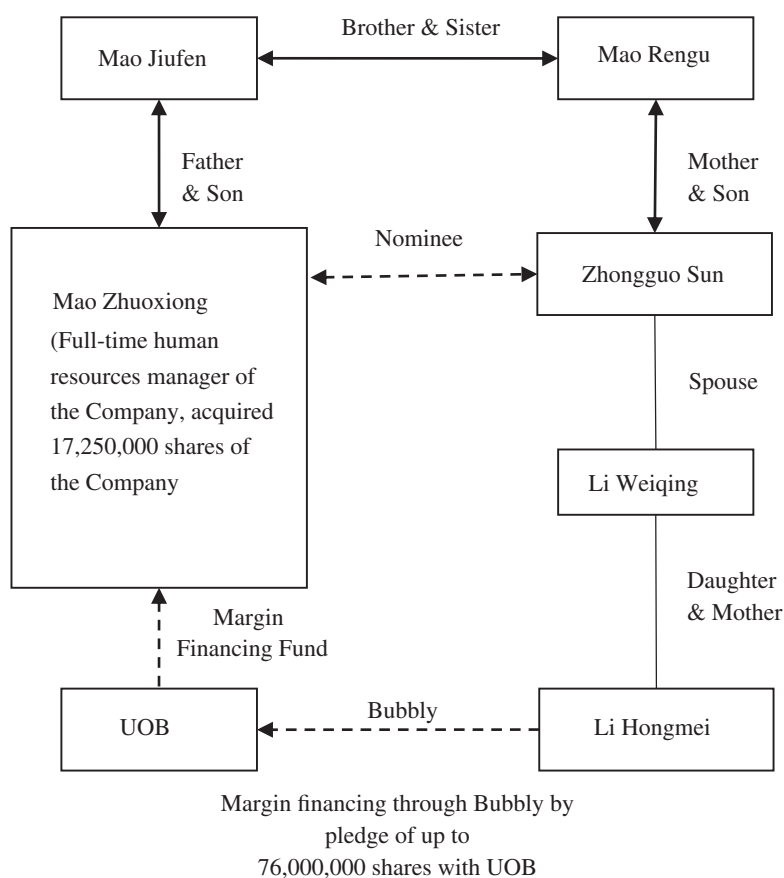 Brother & Sister
Mao Jiufen
Mao Rengu
Father
& Son
Mother
& Son
Nominee
Zhongguo Sun
Mao Zhuoxiong
(Full-time human
resources manager of
the Company, acquired
17,250,000 shares of
the Company
Spouse
Li Weiqing
Daughter
& Mother
Margin
Financing Fund
Bubbly
UOB
Li Hongmei
Margin financing through Bubbly by
pledge of up to
76,000,000 shares with UOB